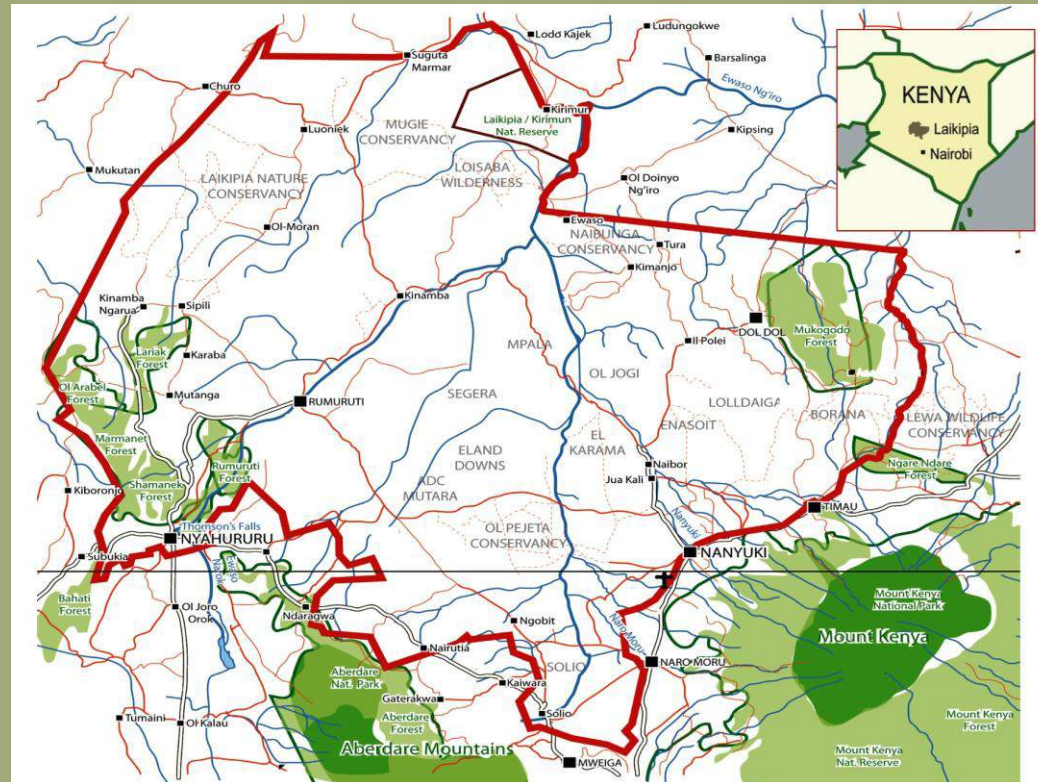 Lodo Kajek
Ludungokwe
Suguta
Marmar
Barsalinga
Churo
Ewaso Ng'iro
Kirimun
Laikipia / Kirimun
Nat. Reserve
Luoniek
MUGIE
CONSERVANCY
Kipsing
KENYA
Laikipia
Nairobi
Mukutan
LAIKIPIA NATURE
CONSERVANCY
LOISABA
WILDERNESS
Ol Doinyo
Ng'iro
Ol-Moran
Ewaso
NAIBUNGA
CONSERVANCY
Tura
Kimanjo
Kinamba
Ngarua
Sipili
Kinamba
DOL DOL
Mukogodo
Forest
Lariak
Forest
Karaba
MPALA
Il Polei
OL JOGI
Ol Arabel
Forest
Mutanga
RUMURUTI
SEGERA
LOLLDAIGA
BORANA
LEWA WILDLIFE
CONSERVANCY
ENASOIT
Marmanet
Forest
EL
KARAMA
ELAND
DOWNS
Rumuruti
Forest
Naibor
Ngare Ndare
Forest
Kiboronjo
Shamanek
Forest
ADC
MUTARA
Jua Kali
TIMAU
Thomson's Falls
NYAHURURU
OL PEJETA
CONSERVANCY
Nanyuki
NANYUKI
Subukia
Ewaso
Narok
Bahati
Forest
Ol Joro
Orok
Ndaragwa
Ngobit
Naro Moru
Mount Kenya
National Park
Mount Kenya
Nairutia
SOLIO
NARO MORU
Aberdare
Nat. Park
Kaiwara
Gaterakwa
Tumaini
Ol Kalau
Aberdare
Forest
Solio
Mount Kenya
Forest
Aberdare Mountains
MWEIGA
Mount Kenya
Nat. Reserve